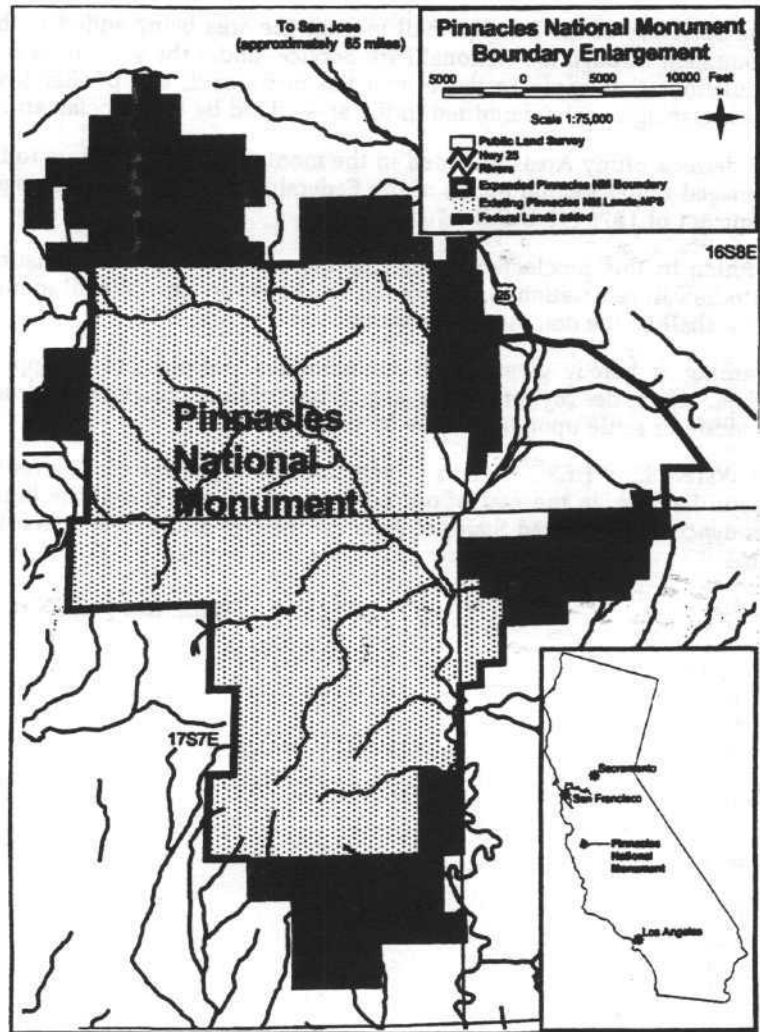 To San Jose
(approximately 65 miles)
Pinnacles National Monument
Boundary Enlargement
5000 0 5000 10000 Feet
Scale 1:75,000
N
Public Land Survey
Hwy 25
Rivers
Expanded Pinnacles NM Boundary
Existing Pinnacles NM Lands-NPS
Federal Lands added
16S8E
25
Pinnacles
National
Monument
17S7E
Sacramento
San Francisco
Pinnacles
National
Monument
Los Angeles